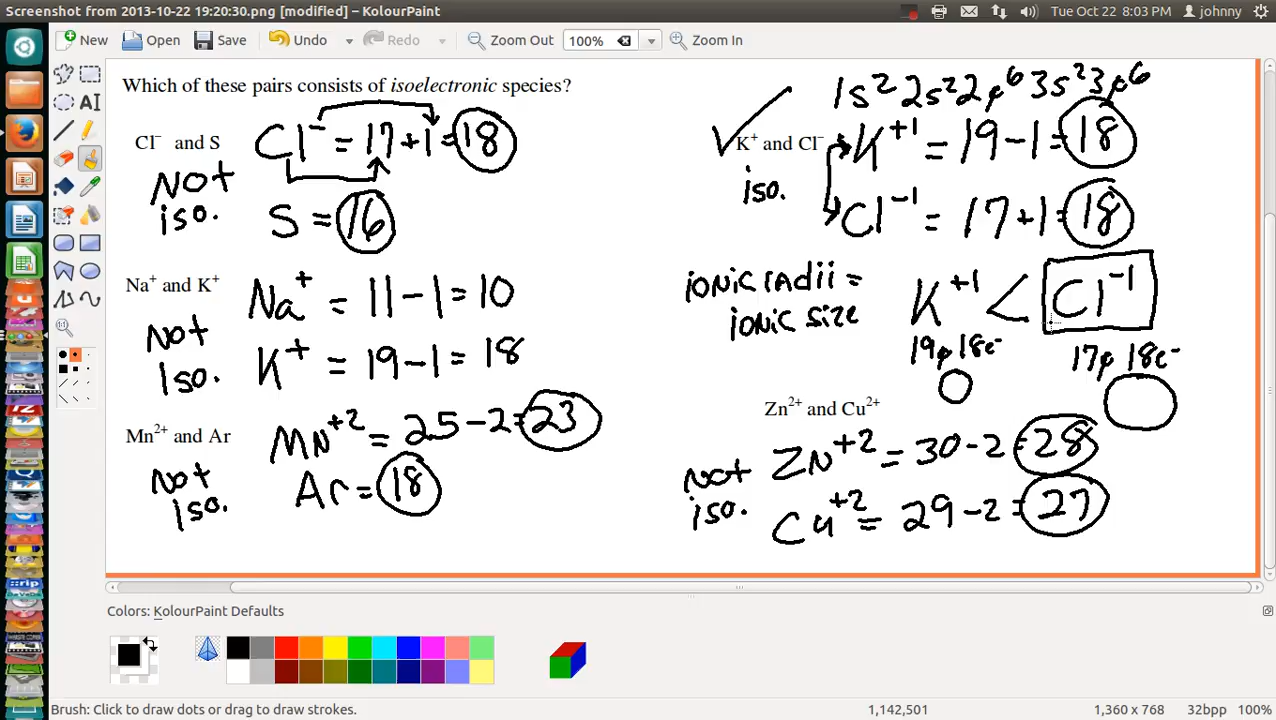 Screenshot from 2013-10-22 19:20:30.png [modified] - KolourPaint
Tue Oct 22 8:03 PM johnny
New Open Save Undo Redo Zoom Out 100% Zoom In
Which of these pairs consists of isoelectronic species?
Cl⁻ and S
Cl⁻ = 17+1 = 18
NOT iso.
S = 16
Na⁺ and K⁺
Na⁺ = 11-1 = 10
Not Iso.
K⁺ = 19-1 = 18
Mn²⁺ and Ar
MN⁺² = 25-2 = 23
Not Iso.
Ar = 18
1s² 2s² 2p⁶ 3s² 3p⁶
K⁺ and Cl⁻
K⁺¹ = 19-1 = 18
iso.
Cl⁻¹ = 17+1 = 18
ionic radii =
ionic size
K⁺¹ < Cl⁻¹
19p 18e⁻
17p 18e⁻
Zn²⁺ and Cu²⁺
ZN⁺² = 30-2 = 28
Not iso.
Cu⁺² = 29-2 = 27
Colors: KolourPaint Defaults
Brush: Click to draw dots or drag to draw strokes.
1,142,501
1,360 x 768
32bpp
100%